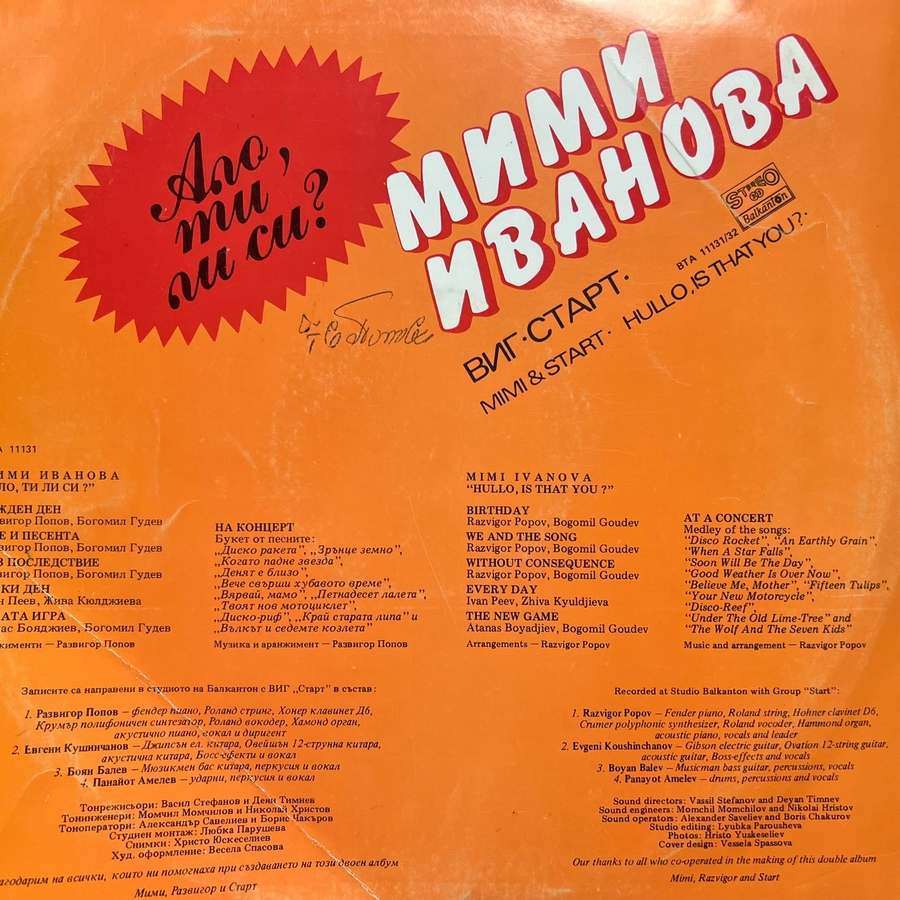 Ало,
ти
ли си?
МИМИ
ИВАНОВА
STEREO
Balkanton
BTA 11131/32
ВИГ·СТАРТ·
MIMI & START· HULLO, IS THAT YOU?·
11131
ИМИ ИВАНОВА
ЛО, ТИ ЛИ СИ?"
ЖДЕН ДЕН
вигор Попов, Богомил Гудев
Е И ПЕСЕНТА
Попов, Богомил Гудев
З ПОСЛЕДСТВИЕ
Попов, Богомил Гудев
КИ ДЕН
Пеев, Жива Кюлджиева
АТА ИГРА
ас Бояджиев, Богомил Гудев
жименти – Развигор Попов
НА КОНЦЕРТ
Букет от песните:
„Диско ракета", „Зрънце земно",
„Когато падне звезда",
„Денят е близо",
„Вече свърши хубавото време",
„Вярвай, мамо", „Петнадесет лалета",
„Твоят нов мотоциклет",
„Диско-риф", „Край старата липа" и
„Вълкът и седемте козлета"
Музика и аранжимент – Развигор Попов
MIMI IVANOVA
"HULLO, IS THAT YOU?"
BIRTHDAY
Razvigor Popov, Bogomil Goudev
WE AND THE SONG
Razvigor Popov, Bogomil Goudev
WITHOUT CONSEQUENCE
Razvigor Popov, Bogomil Goudev
EVERY DAY
Ivan Peev, Zhiva Kyuldjieva
THE NEW GAME
Atanas Boyadjiev, Bogomil Goudev
Arrangements – Razvigor Popov
AT A CONCERT
Medley of the songs:
"Disco Rocket", "An Earthly Grain",
"When A Star Falls",
"Soon Will Be The Day",
"Good Weather Is Over Now",
"Believe Me, Mother", "Fifteen Tulips",
"Your New Motorcycle",
"Disco-Reef",
"Under The Old Lime-Tree" and
"The Wolf And The Seven Kids"
Music and arrangement – Razvigor Popov
Записите са направени в студиото на Балкантон с ВИГ „Старт" в състав:
1. Развигор Попов – фендер пиано, Роланд стринг, Хонер клавинет Д6,
Крумър полифоничен синтезатор, Роланд вокодер, Хамонд орган,
акустично пиано, вокал и диригент
2. Евгени Кушинчанов – Джипсън ел. китара, Овейшън 12-струнна китара,
акустична китара, Босс-ефекти и вокал
3. Боян Балев – Мюзикмен бас китара, перкусия и вокал
4. Панайот Амелев – ударни, перкусия и вокал
Тонрежисьори: Васил Стефанов и Деян Тимнев
Тонинженери: Момчил Момчилов и Николай Христов
Тоноператори: Александър Савелиев и Борис Чакъров
Студиен монтаж: Любка Парушева
Снимки: Христо Юскеселиев
Худ. оформление: Весела Спасова
агодарим на всички, които ни помогнаха при създаването на този двоен албум
Мими, Развигор и Старт
Recorded at Studio Balkanton with Group "Start":
1. Razvigor Popov – Fender piano, Roland string, Hohner clavinet D6,
Crumer polymphonic synthesizer, Roland vocoder, Hammond organ,
acoustic piano, vocals and leader
2. Evgeni Koushinchanov – Gibson electric guitar, Ovation 12-string guitar,
acoustic guitar, Boss-effects and vocals
3. Boyan Balev – Musicman bass guitar, percussions, vocals
4. Panayot Amelev – drums, percussions and vocals
Sound directors: Vassil Stefanov and Deyan Timnev
Sound engineers: Momchil Momchilov and Nikolai Hristov
Sound operators: Alexander Saveliev and Boris Chakurov
Studio editing: Lyubka Parousheva
Photos: Hristo Yuskeseliev
Cover design: Vessela Spassova
Our thanks to all who co-operated in the making of this double album
Mimi, Razvigor and Start